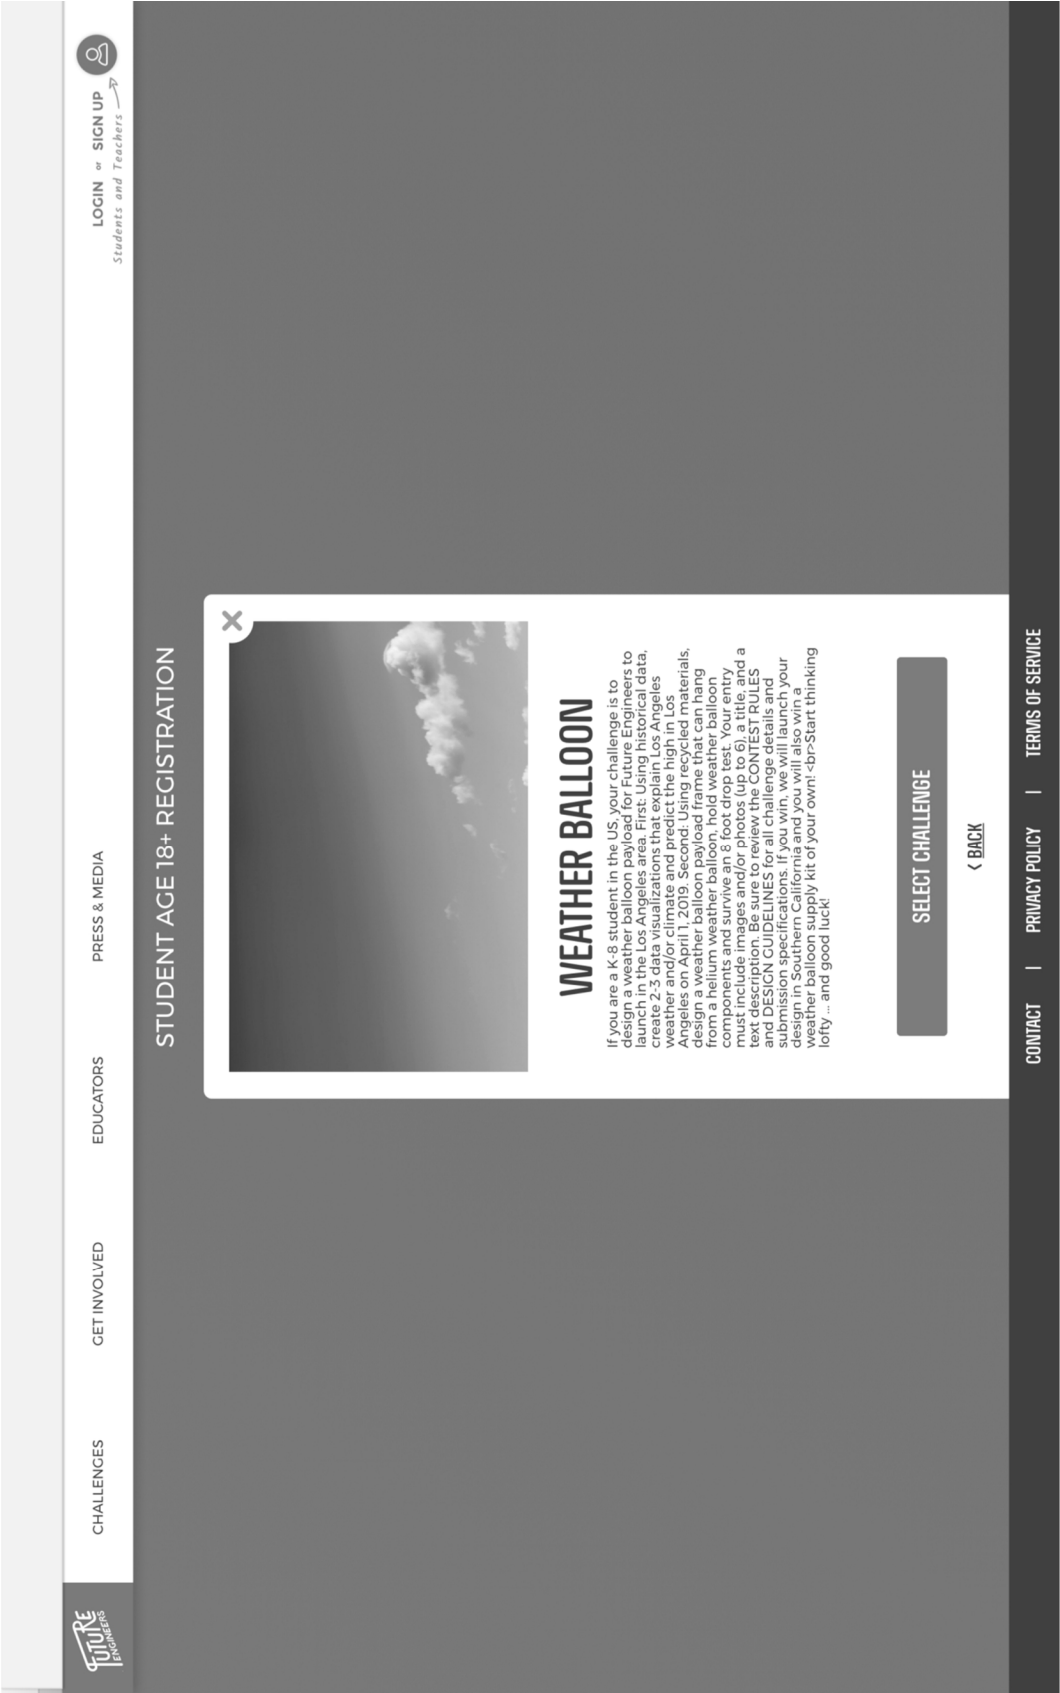 FUTURE
ENGINEERS
CHALLENGES
GET INVOLVED
EDUCATORS
PRESS & MEDIA
LOGIN or SIGN UP
Students and Teachers
STUDENT AGE 18+ REGISTRATION
WEATHER BALLOON
If you are a K-8 student in the US, your challenge is to
design a weather balloon payload for Future Engineers to
launch in the Los Angeles area. First: Using historical data,
create 2-3 data visualizations that explain Los Angeles
weather and/or climate and predict the high in Los
Angeles on April 1, 2019. Second: Using recycled materials,
design a weather balloon payload frame that can hang
from a helium weather balloon, hold weather balloon
components and survive an 8 foot drop test. Your entry
must include images and/or photos (up to 6), a title, and a
text description. Be sure to review the CONTEST RULES
and DESIGN GUIDELINES for all challenge details and
submission specifications. If you win, we will launch your
design in Southern California and you will also win a
weather balloon supply kit of your own! <br>Start thinking
lofty ... and good luck!
SELECT CHALLENGE
< BACK
CONTACT | PRIVACY POLICY | TERMS OF SERVICE